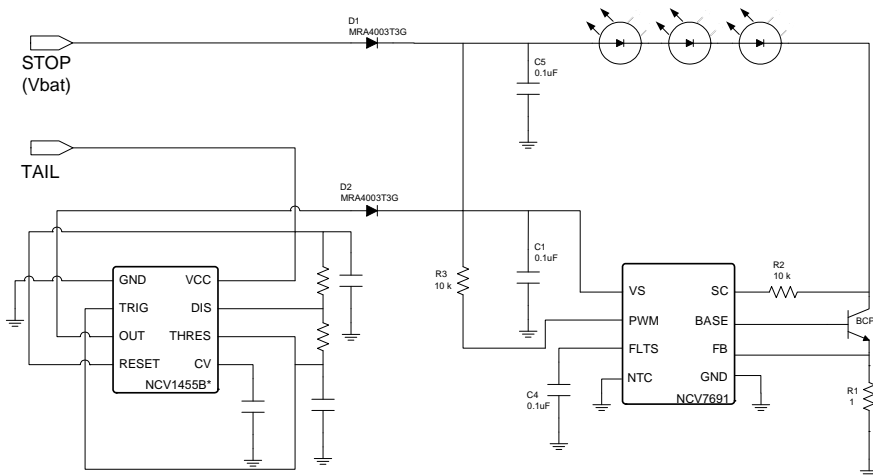 D1
MRA4003T3G
STOP
(Vbat)
C5
0.1uF
TAIL
D2
MRA4003T3G
C1
0.1uF
R3
10 k
R2
10 k
GND
VCC
TRIG
DIS
OUT
THRES
RESET
CV
NCV1455B*
VS
SC
PWM
BASE
FLTS
FB
NTC
GND
NCV7691
BCP
C4
0.1uF
R1
1